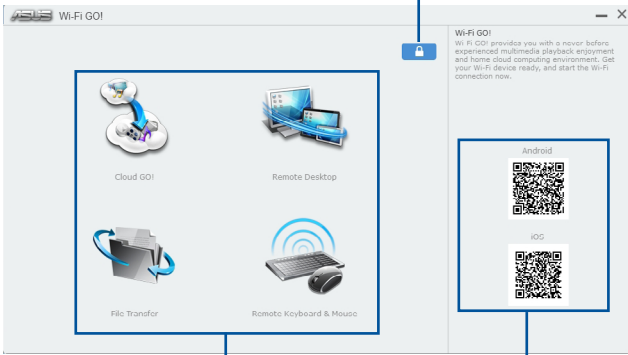 ASUS Wi-Fi GO!
Wi-Fi GO!
Wi Fi GO! provides you with a never before
experienced multimedia playback enjoyment
and home cloud computing environment. Get
your Wi-Fi device ready, and start the Wi-Fi
connection now.
Cloud GO!
Remote Desktop
File Transfer
Remote Keyboard & Mouse
Android
iOS